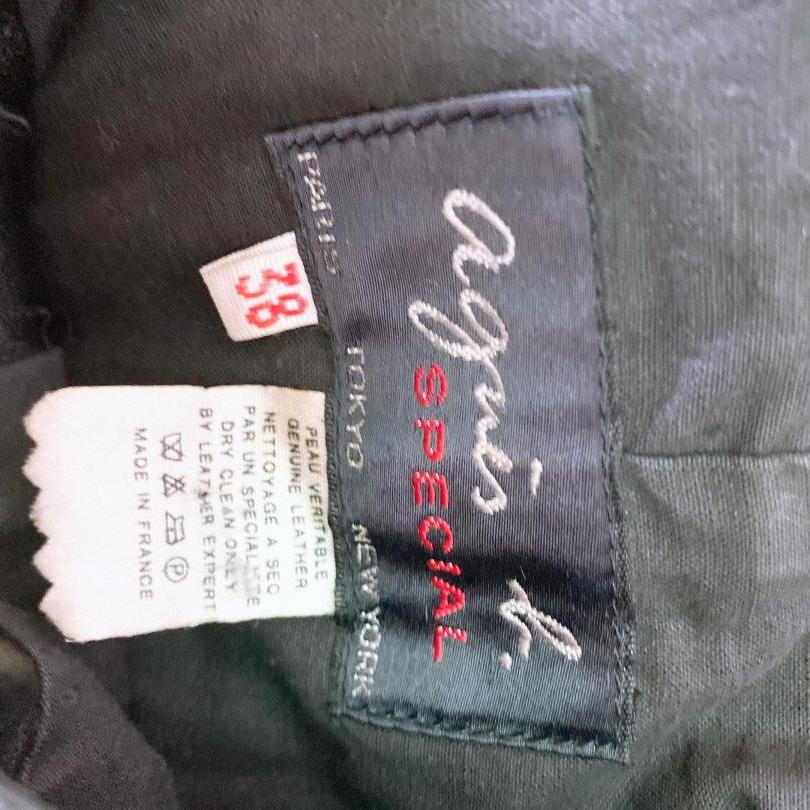 agnès b.
SPECIAL
PARIS TOKYO NEW YORK
38
PEAU VERITABLE
GENUINE LEATHER
NETTOYAGE A SEC
PAR UN SPECIALISTE
DRY CLEAN ONLY
BY LEATHER EXPERT
P
MADE IN FRANCE